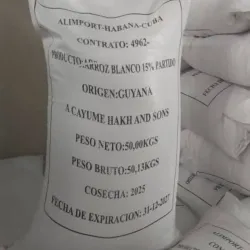 ALIMPORT-HABANA-CUBA
CONTRATO: 4962-
PRODUCTO:ARROZ BLANCO 15% PARTIDO
ORIGEN:GUYANA
A CAYUME HAKH AND SONS
PESO NETO:50,00KGS
PESO BRUTO:50,13KGS
COSECHA: 2025
FECHA DE EXPIRACION: 31-12-2027